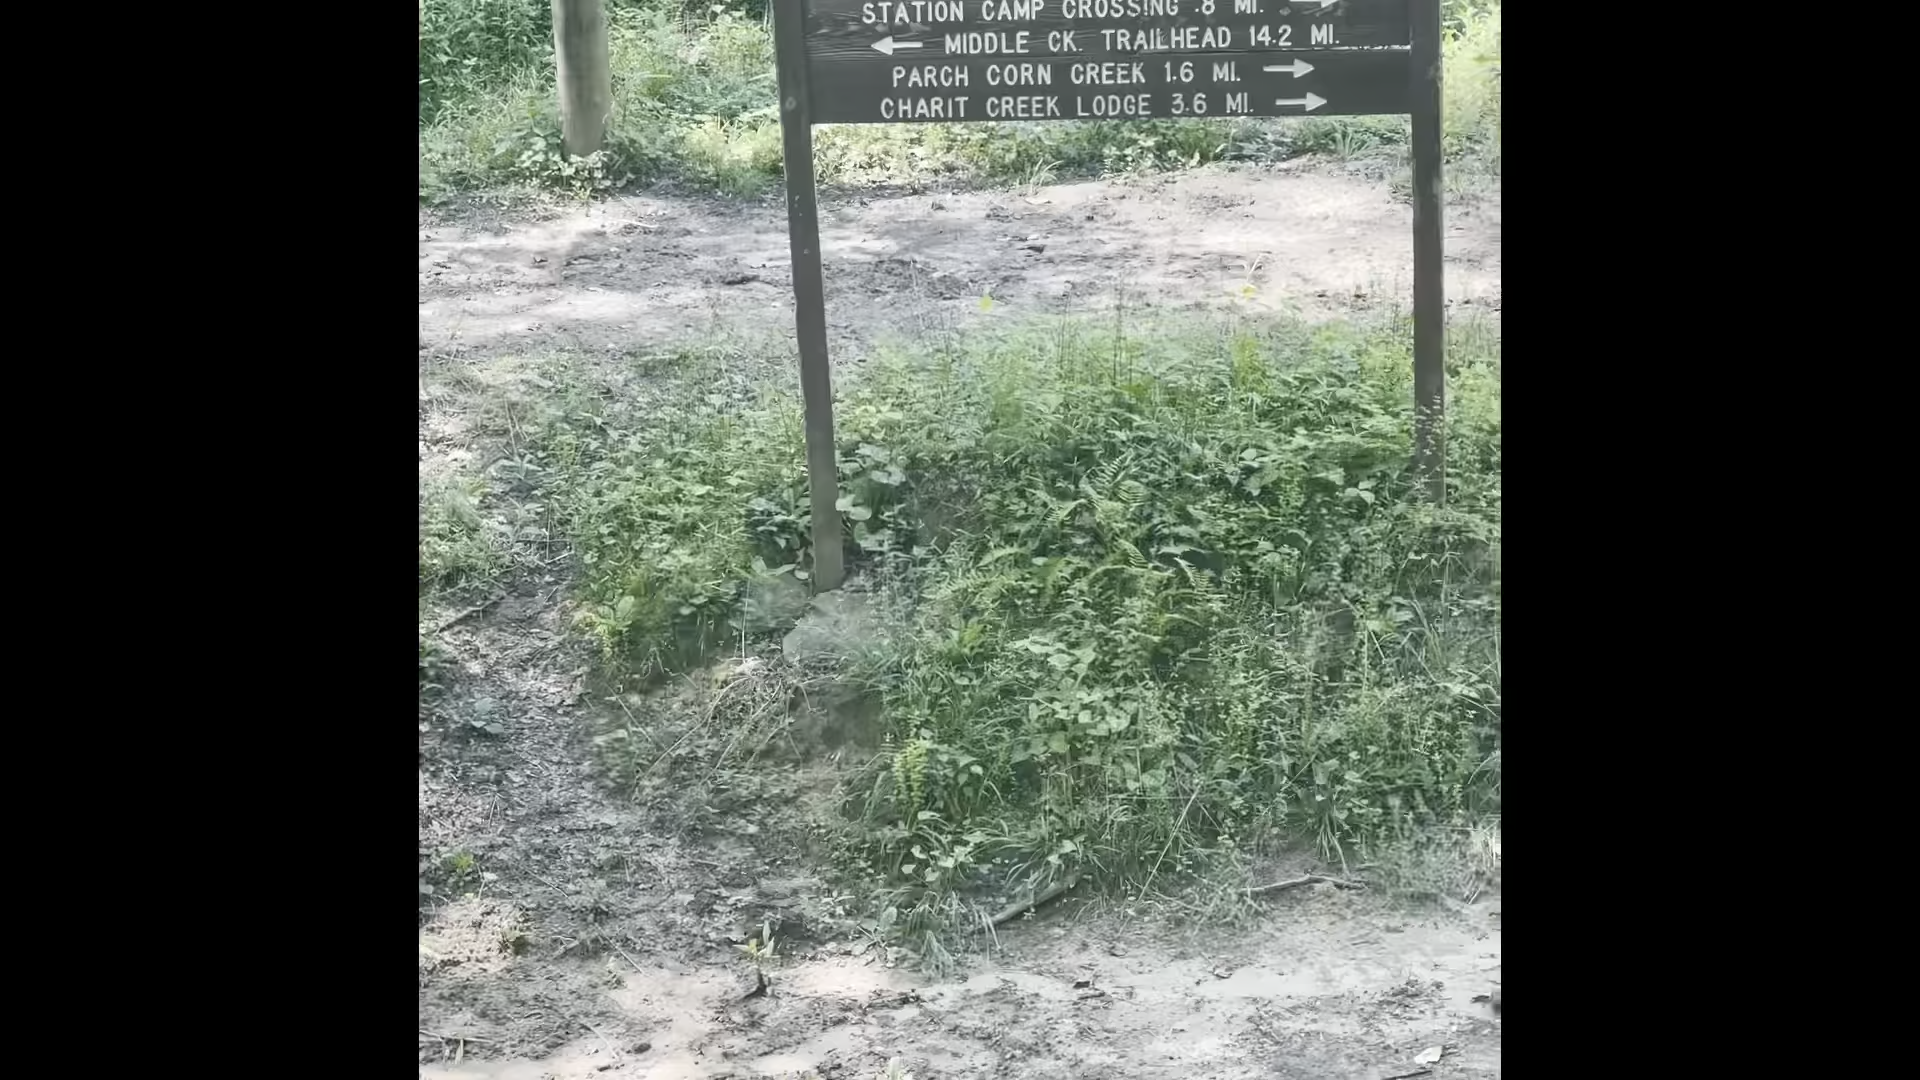 STATION CAMP CROSSING .8 MI. →
← MIDDLE CK. TRAILHEAD 14.2 MI.
PARCH CORN CREEK 1.6 MI. →
CHARIT CREEK LODGE 3.6 MI. →